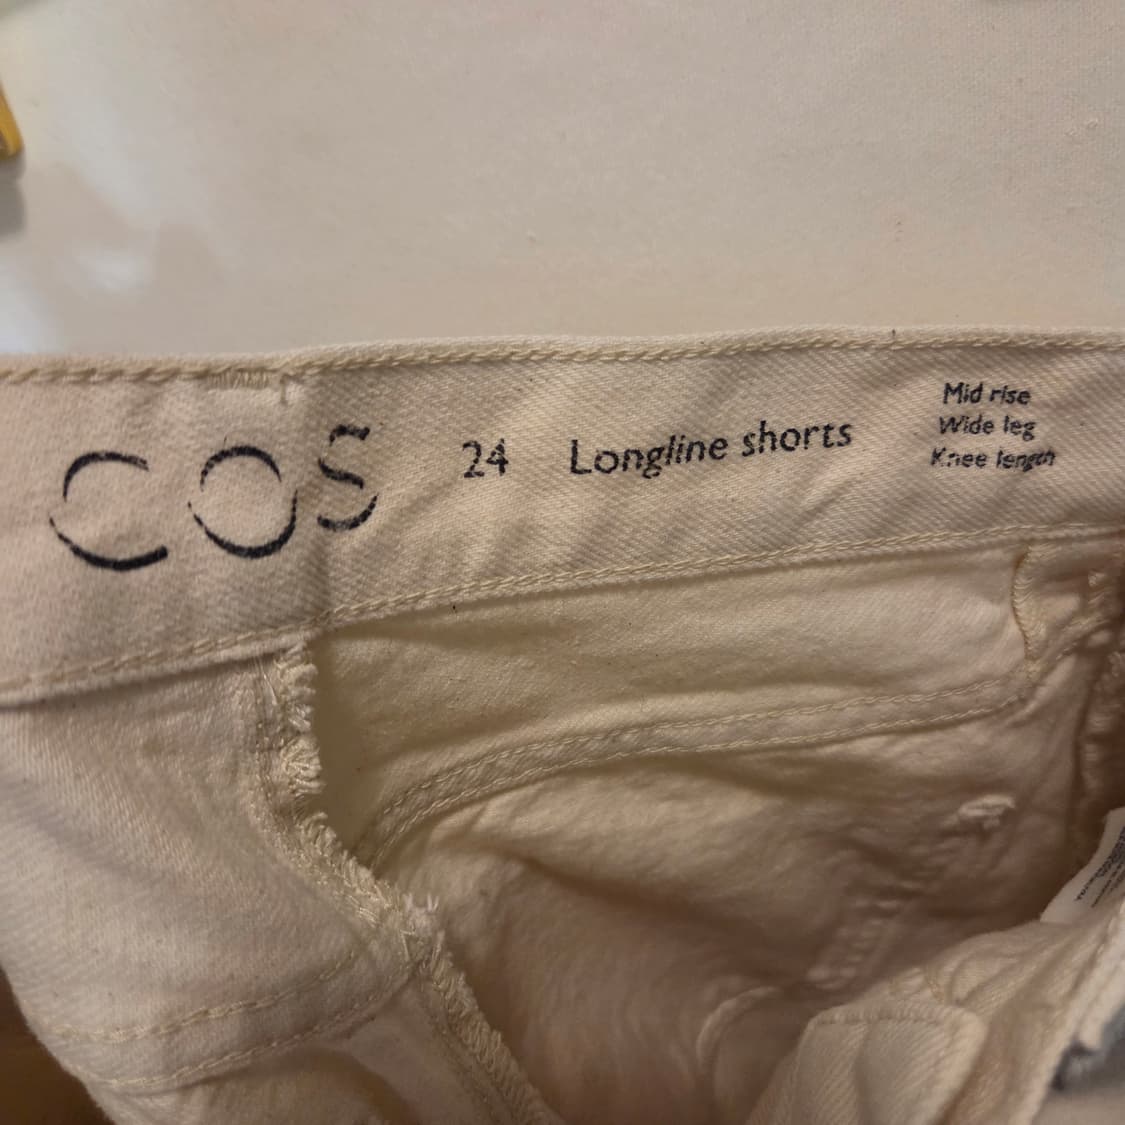 COS 24 Longline shorts
Mid rise
Wide leg
Knee length